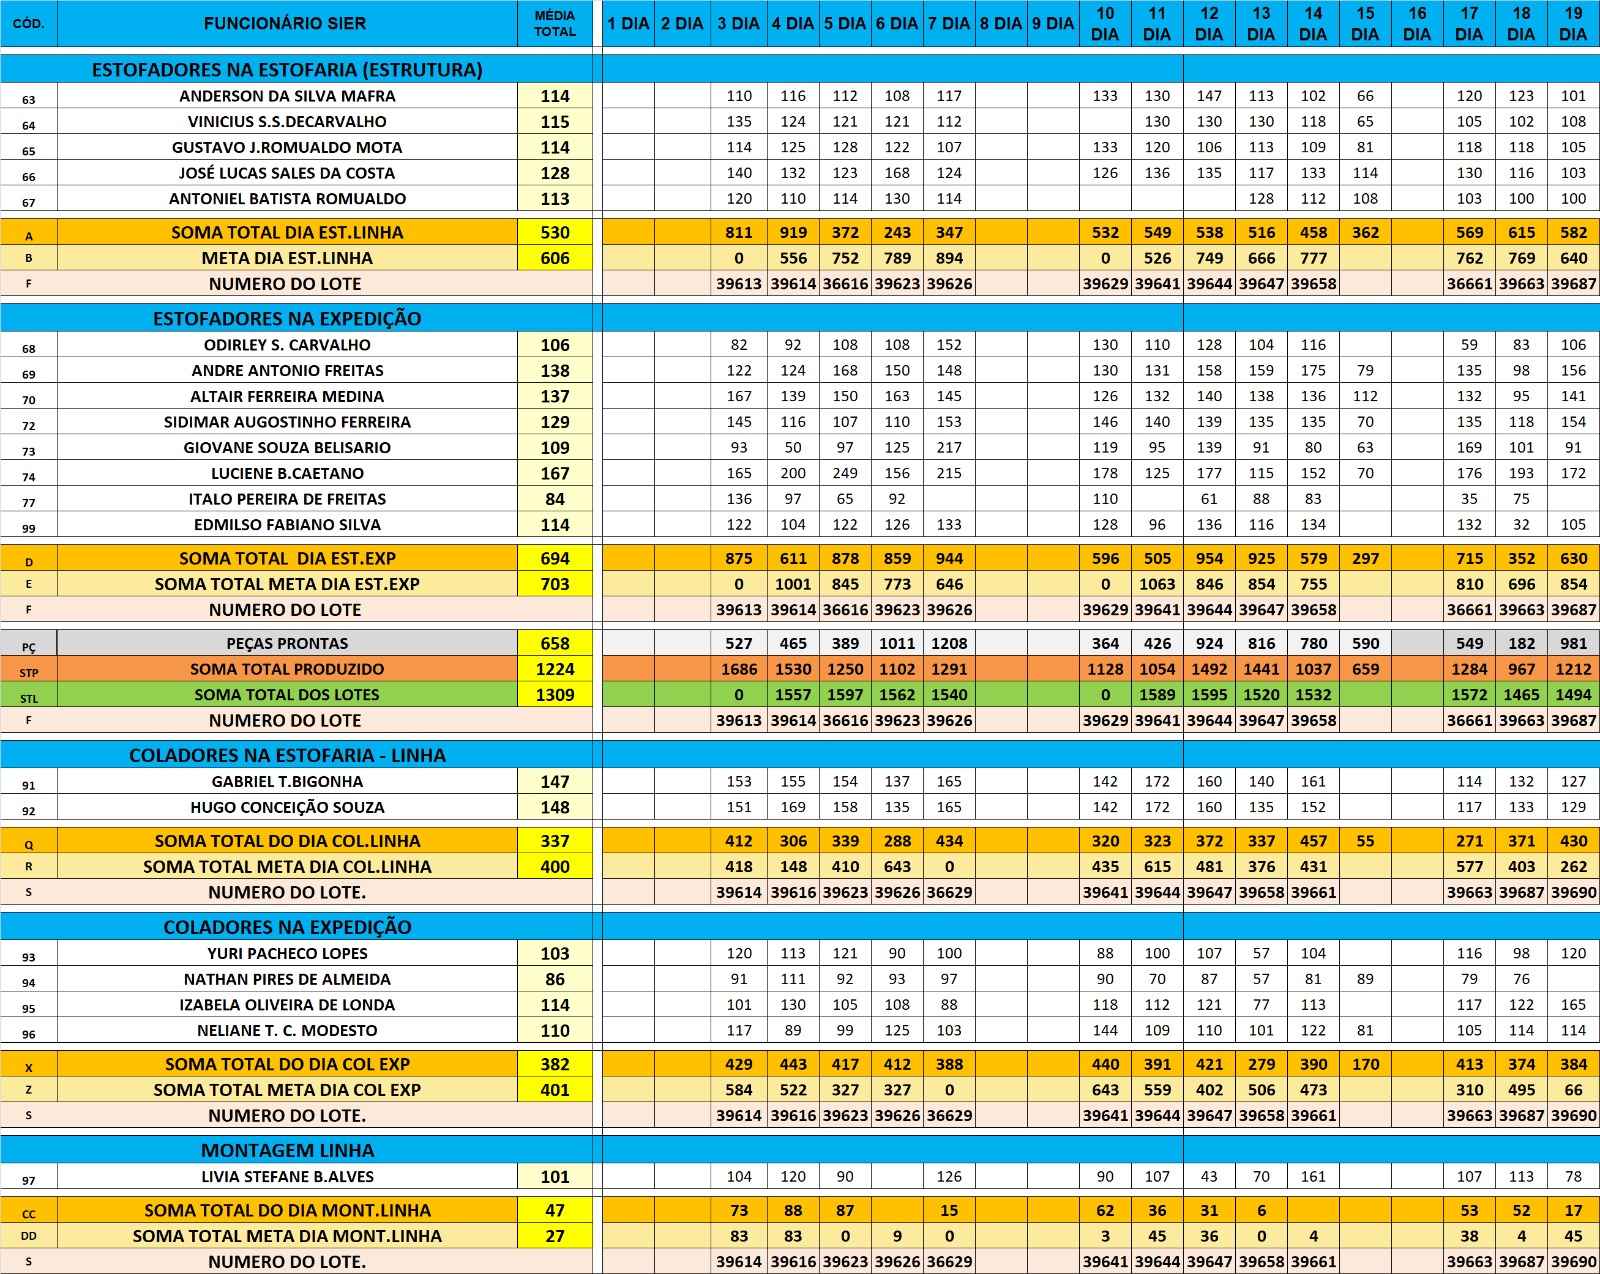 CÓD. FUNCIONÁRIO SIER MÉDIA TOTAL 1 DIA 2 DIA 3 DIA 4 DIA 5 DIA 6 DIA 7 DIA 8 DIA 9 DIA 10 DIA 11 DIA 12 DIA 13 DIA 14 DIA 15 DIA 16 DIA 17 DIA 18 DIA 19 DIA
ESTOFADORES NA ESTOFARIA (ESTRUTURA)
63 ANDERSON DA SILVA MAFRA 114 110 116 112 108 117 133 130 147 113 102 66 120 123 101
64 VINICIUS S.S.DECARVALHO 115 135 124 121 121 112 130 130 130 118 65 105 102 108
65 GUSTAVO J.ROMUALDO MOTA 114 114 125 128 122 107 133 120 106 113 109 81 118 118 105
66 JOSÉ LUCAS SALES DA COSTA 128 140 132 123 168 124 126 136 135 117 133 114 130 116 103
67 ANTONIEL BATISTA ROMUALDO 113 120 110 114 130 114 128 112 108 103 100 100
A SOMA TOTAL DIA EST.LINHA 530 811 919 372 243 347 532 549 538 516 458 362 569 615 582
B META DIA EST.LINHA 606 0 556 752 789 894 0 526 749 666 777 762 769 640
F NUMERO DO LOTE 39613 39614 36616 39623 39626 39629 39641 39644 39647 39658 36661 39663 39687
ESTOFADORES NA EXPEDIÇÃO
68 ODIRLEY S. CARVALHO 106 82 92 108 108 152 130 110 128 104 116 59 83 106
69 ANDRE ANTONIO FREITAS 138 122 124 168 150 148 130 131 158 159 175 79 135 98 156
70 ALTAIR FERREIRA MEDINA 137 167 139 150 163 145 126 132 140 138 136 112 132 95 141
72 SIDIMAR AUGOSTINHO FERREIRA 129 145 116 107 110 153 146 140 139 135 135 70 135 118 154
73 GIOVANE SOUZA BELISARIO 109 93 50 97 125 217 119 95 139 91 80 63 169 101 91
74 LUCIENE B.CAETANO 167 165 200 249 156 215 178 125 177 115 152 70 176 193 172
77 ITALO PEREIRA DE FREITAS 84 136 97 65 92 110 61 88 83 35 75
99 EDMILSO FABIANO SILVA 114 122 104 122 126 133 128 96 136 116 134 132 32 105
D SOMA TOTAL DIA EST.EXP 694 875 611 878 859 944 596 505 954 925 579 297 715 352 630
E SOMA TOTAL META DIA EST.EXP 703 0 1001 845 773 646 0 1063 846 854 755 810 696 854
F NUMERO DO LOTE 39613 39614 36616 39623 39626 39629 39641 39644 39647 39658 36661 39663 39687
PÇ PEÇAS PRONTAS 658 527 465 389 1011 1208 364 426 924 816 780 590 549 182 981
STP SOMA TOTAL PRODUZIDO 1224 1686 1530 1250 1102 1291 1128 1054 1492 1441 1037 659 1284 967 1212
STL SOMA TOTAL DOS LOTES 1309 0 1557 1597 1562 1540 0 1589 1595 1520 1532 1572 1465 1494
F NUMERO DO LOTE 39613 39614 36616 39623 39626 39629 39641 39644 39647 39658 36661 39663 39687
COLADORES NA ESTOFARIA - LINHA
91 GABRIEL T.BIGONHA 147 153 155 154 137 165 142 172 160 140 161 114 132 127
92 HUGO CONCEIÇÃO SOUZA 148 151 169 158 135 165 142 172 160 135 152 117 133 129
Q SOMA TOTAL DO DIA COL.LINHA 337 412 306 339 288 434 320 323 372 337 457 55 271 371 430
R SOMA TOTAL META DIA COL.LINHA 400 418 148 410 643 0 435 615 481 376 431 577 403 262
S NUMERO DO LOTE. 39614 39616 39623 39626 36629 39641 39644 39647 39658 39661 39663 39687 39690
COLADORES NA EXPEDIÇÃO
93 YURI PACHECO LOPES 103 120 113 121 90 100 88 100 107 57 104 116 98 120
94 NATHAN PIRES DE ALMEIDA 86 91 111 92 93 97 90 70 87 57 81 89 79 76
95 IZABELA OLIVEIRA DE LONDA 114 101 130 105 108 88 118 112 121 77 113 117 122 165
96 NELIANE T. C. MODESTO 110 117 89 99 125 103 144 109 110 101 122 81 105 114 114
X SOMA TOTAL DO DIA COL EXP 382 429 443 417 412 388 440 391 421 279 390 170 413 374 384
Z SOMA TOTAL META DIA COL EXP 401 584 522 327 327 0 643 559 402 506 473 310 495 66
S NUMERO DO LOTE. 39614 39616 39623 39626 36629 39641 39644 39647 39658 39661 39663 39687 39690
MONTAGEM LINHA
97 LIVIA STEFANE B.ALVES 101 104 120 90 126 90 107 43 70 161 107 113 78
CC SOMA TOTAL DO DIA MONT.LINHA 47 73 88 87 15 62 36 31 6 53 52 17
DD SOMA TOTAL META DIA MONT.LINHA 27 83 83 0 9 0 3 45 36 0 4 38 4 45
S NUMERO DO LOTE. 39614 39616 39623 39626 36629 39641 39644 39647 39658 39661 39663 39687 39690